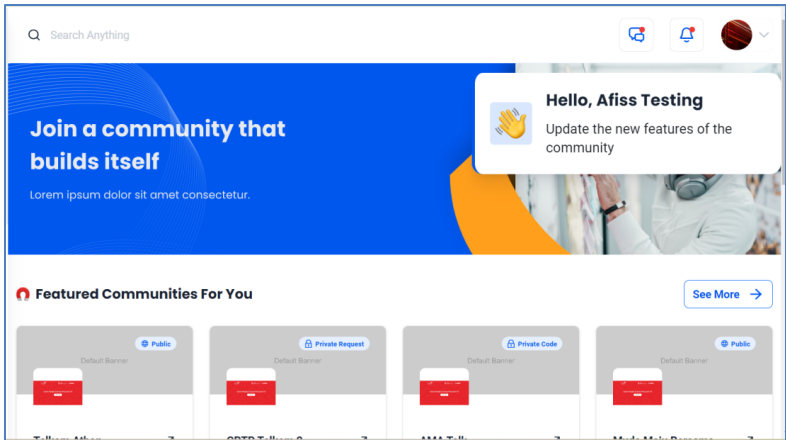 Search Anything
Hello, Afiss Testing
Update the new features of the
community
Join a community that
builds itself
Lorem ipsum dolor sit amet consectetur.
Featured Communities For You
See More
Public
Private Request
Private Code
Public
Default Banner
Default Banner
Default Banner
Default Banner